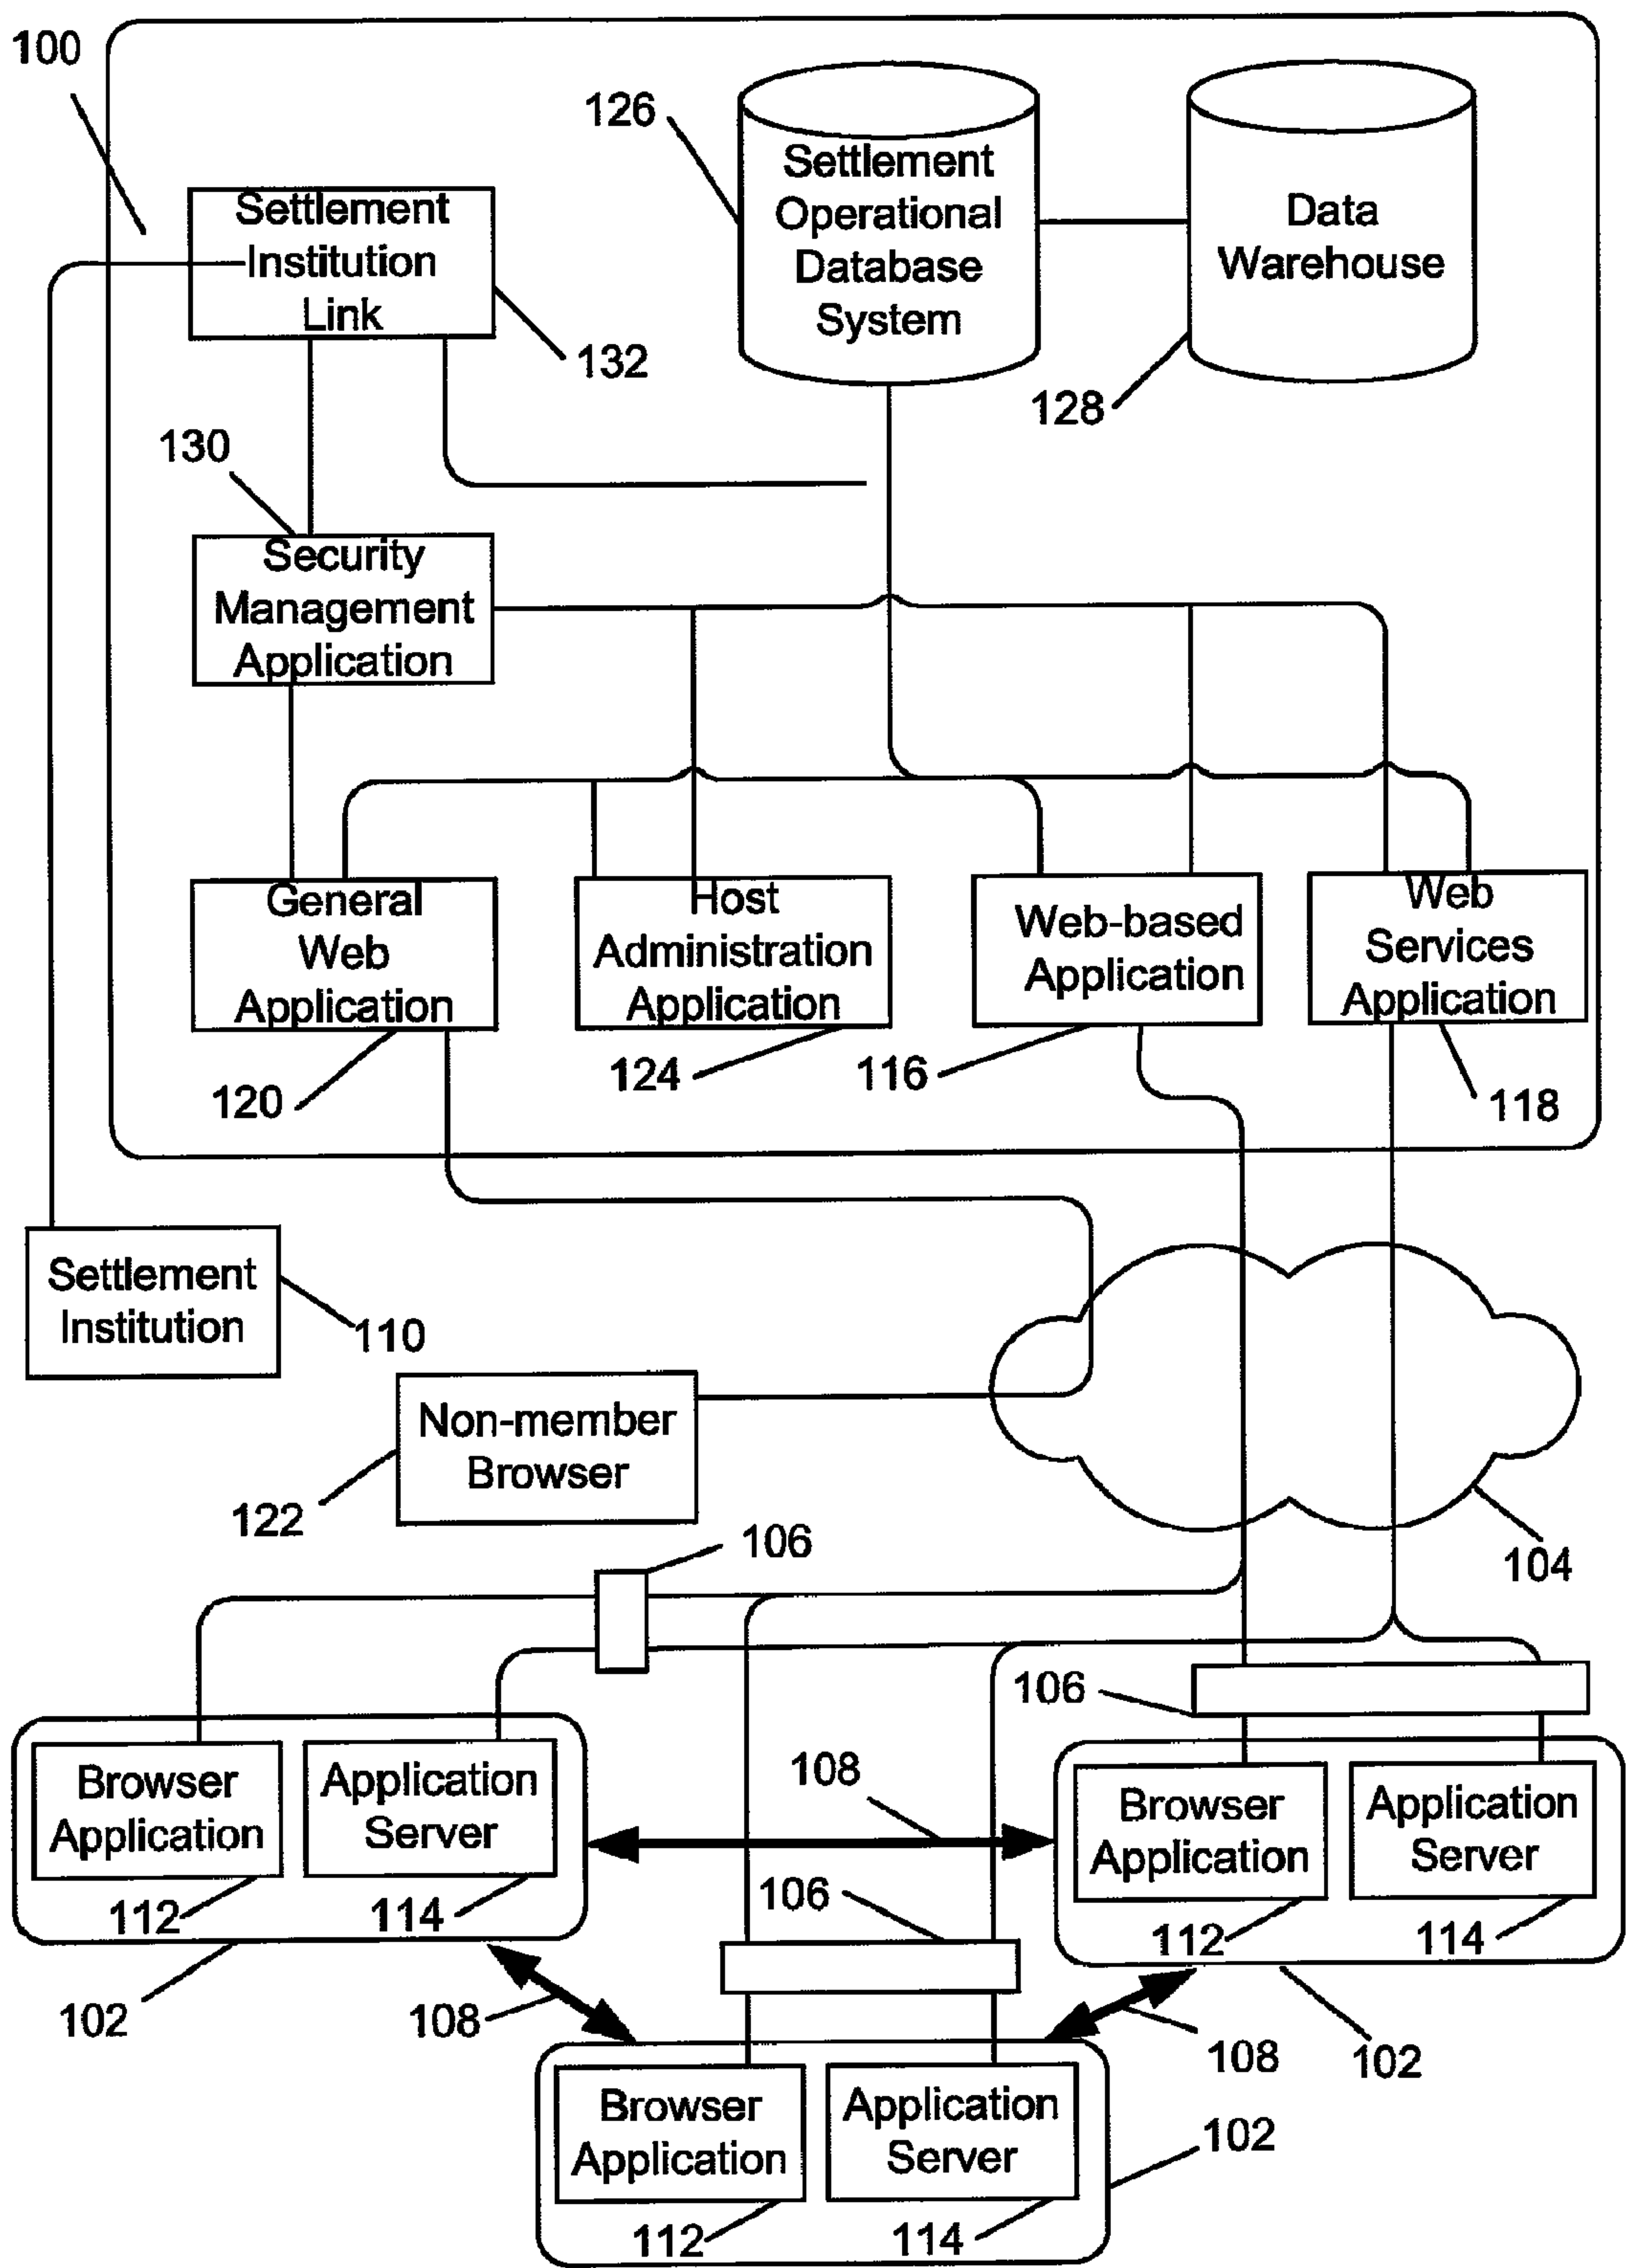 100
126
Settlement
Operational
Database
System
Data
Warehouse
128
Settlement
Institution
Link
132
130
Security
Management
Application
General
Web
Application
120
Host
Administration
Application
124
Web-based
Application
116
Web
Services
Application
118
Settlement
Institution
110
Non-member
Browser
122
104
106
106
Browser
Application
112
Application
Server
114
102
108
106
Browser
Application
112
Application
Server
114
102
108
108
Browser
Application
112
Application
Server
114
102